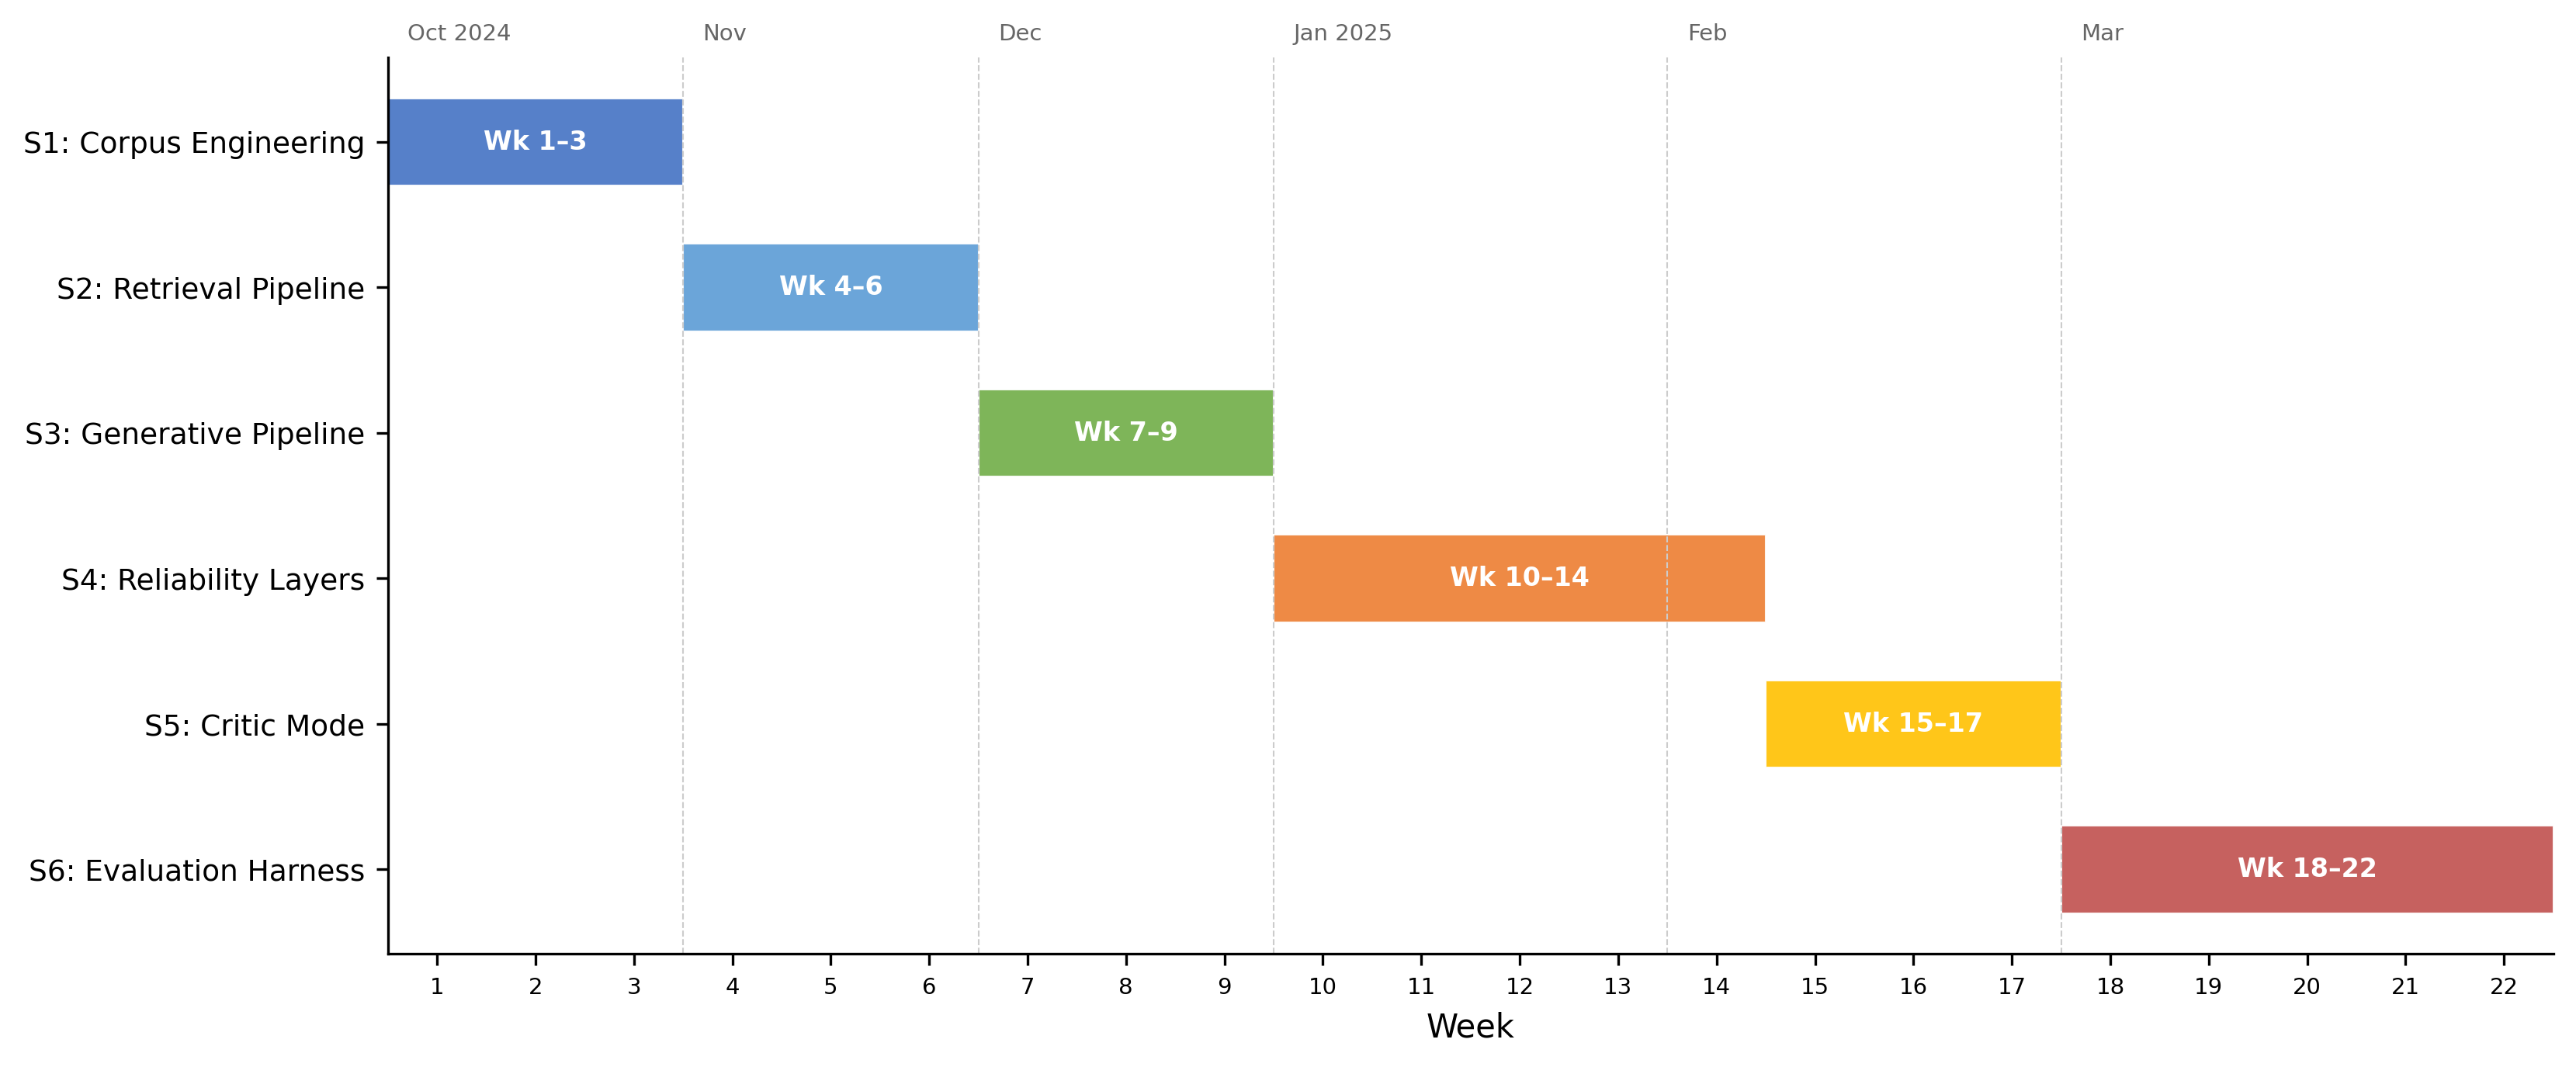 Oct 2024 Nov Dec Jan 2025 Feb Mar
S1: Corpus Engineering Wk 1–3
S2: Retrieval Pipeline Wk 4–6
S3: Generative Pipeline Wk 7–9
S4: Reliability Layers Wk 10–14
S5: Critic Mode Wk 15–17
S6: Evaluation Harness Wk 18–22
1 2 3 4 5 6 7 8 9 10 11 12 13 14 15 16 17 18 19 20 21 22
Week